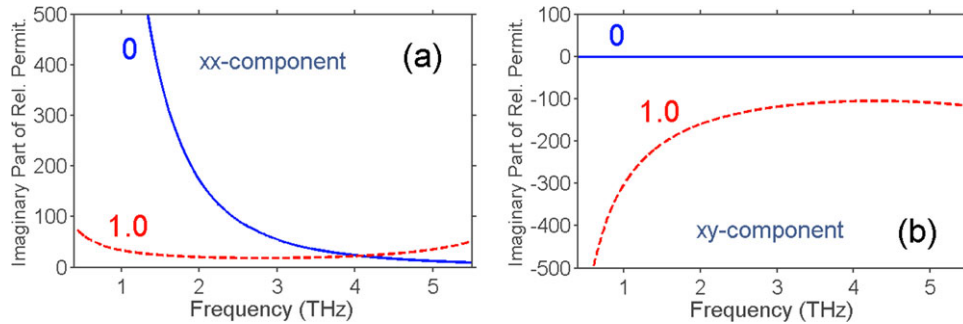 Imaginary Part of Rel. Permit.
500
400
300
200
100
0
0
xx-component
(a)
1.0
1 2 3 4 5
Frequency (THz)
Imaginary Part of Rel. Permit.
100
0
-100
-200
-300
-400
-500
0
1.0
xy-component
(b)
1 2 3 4 5
Frequency (THz)